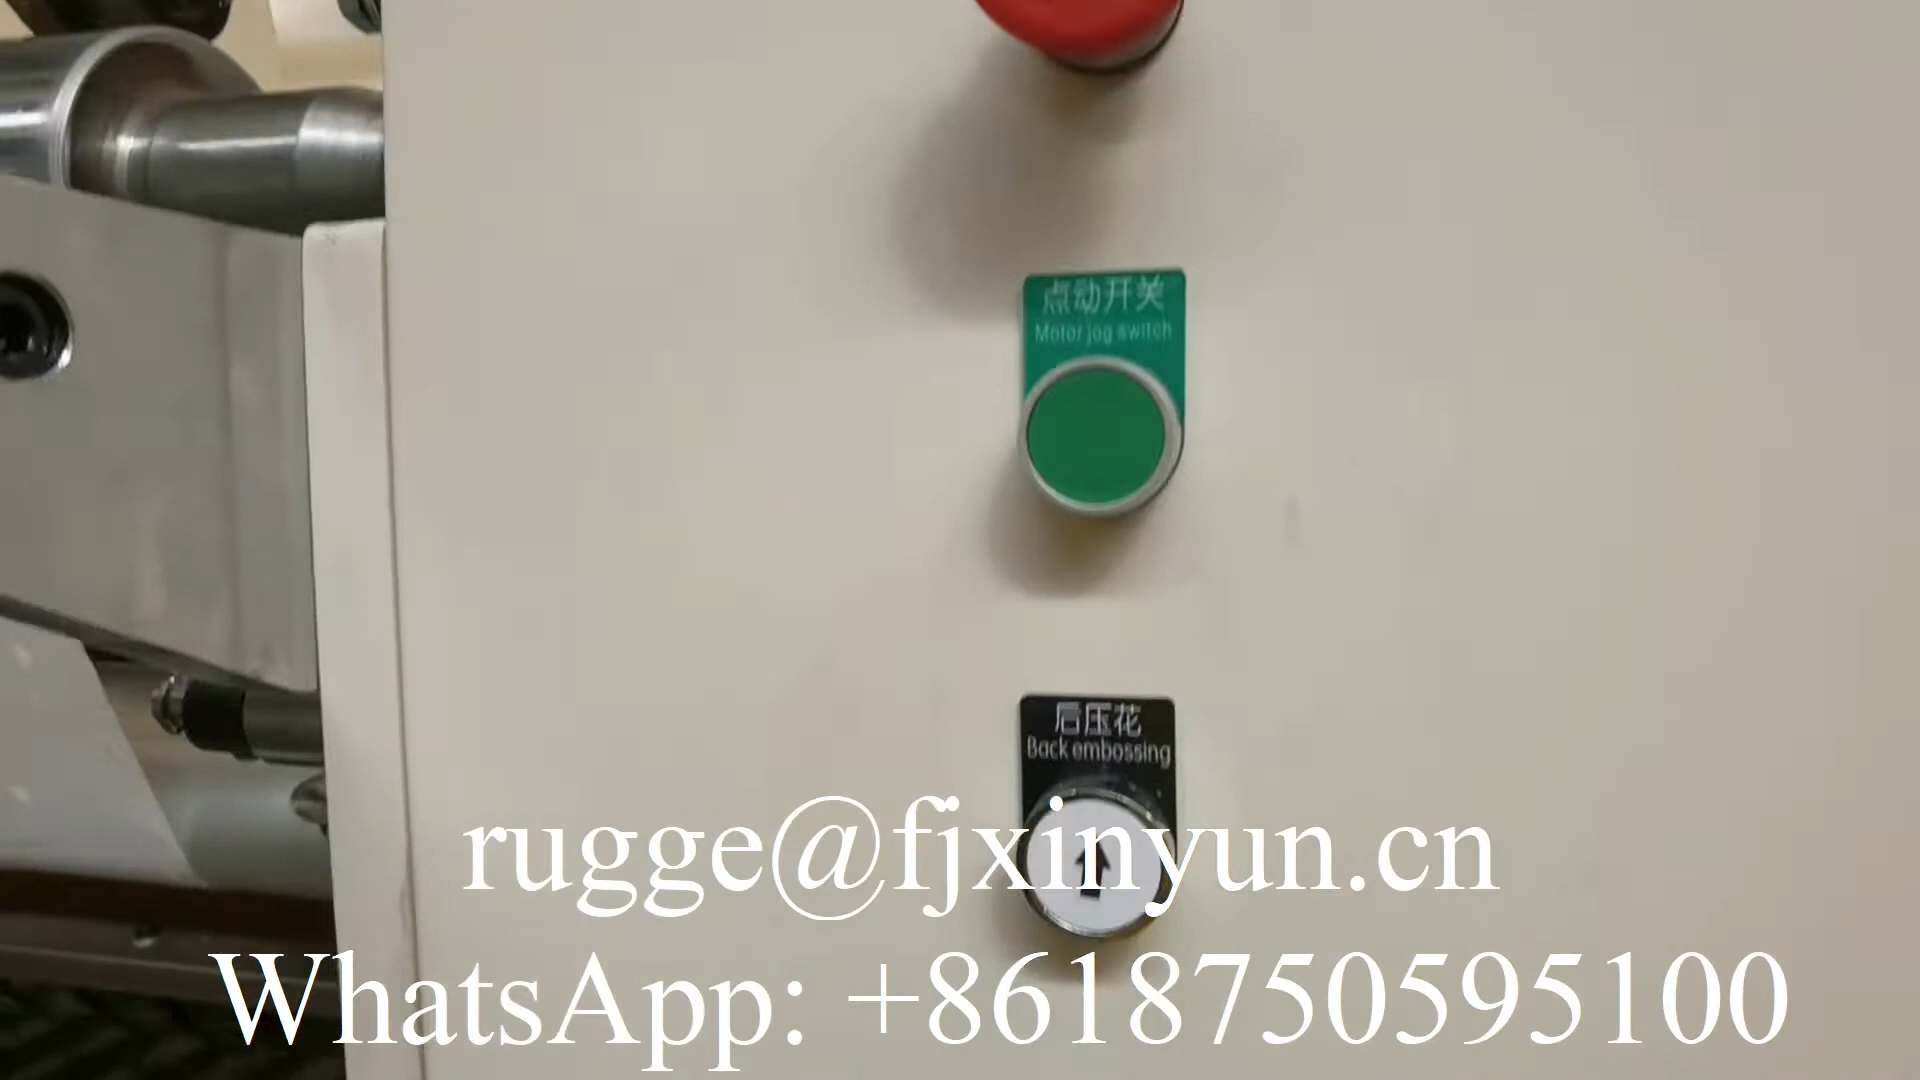 点动开关
Motor jog switch
后压花
Back embossing
rugge@fjxinyun.cn
WhatsApp: +8618750595100